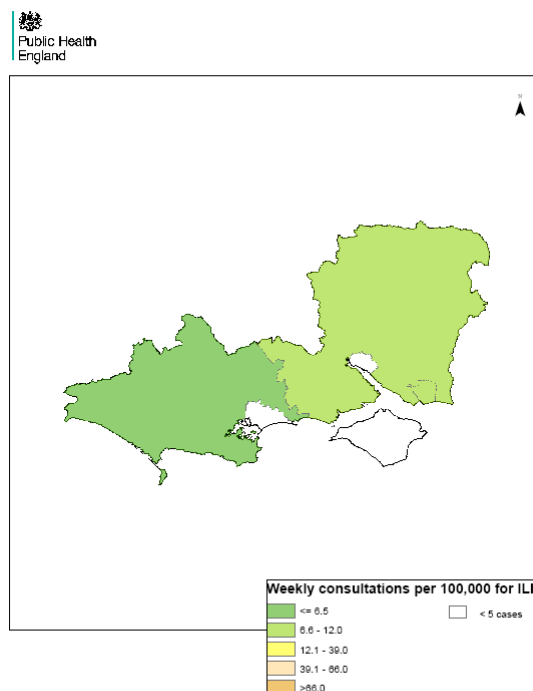 Public Health
England
N
Weekly consultations per 100,000 for ILI
<= 6.5
< 5 cases
6.6 - 12.0
12.1 - 39.0
39.1 - 66.0
>66.0